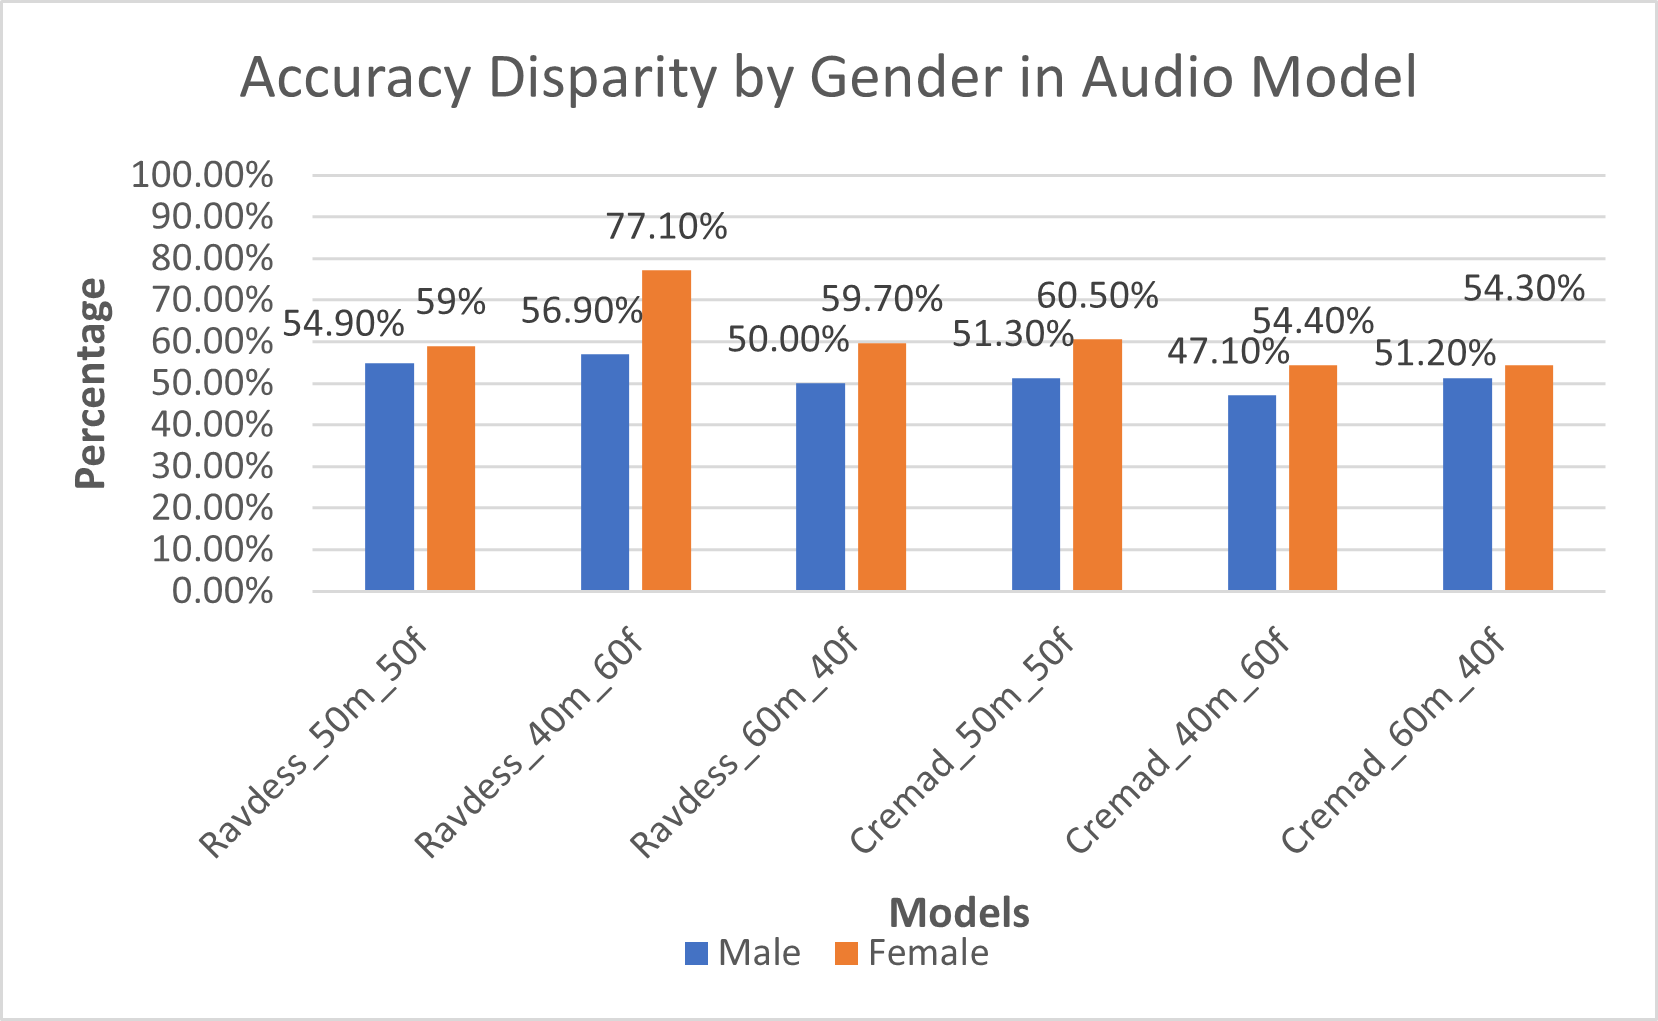 Accuracy Disparity by Gender in Audio Model
Percentage
100.00%
90.00%
80.00%
70.00%
60.00%
50.00%
40.00%
30.00%
20.00%
10.00%
0.00%
54.90%
59%
56.90%
77.10%
50.00%
59.70%
51.30%
60.50%
47.10%
54.40%
51.20%
54.30%
Ravdess_50m_50f
Ravdess_40m_60f
Ravdess_60m_40f
Cremad_50m_50f
Cremad_40m_60f
Cremad_60m_40f
Models
Male
Female